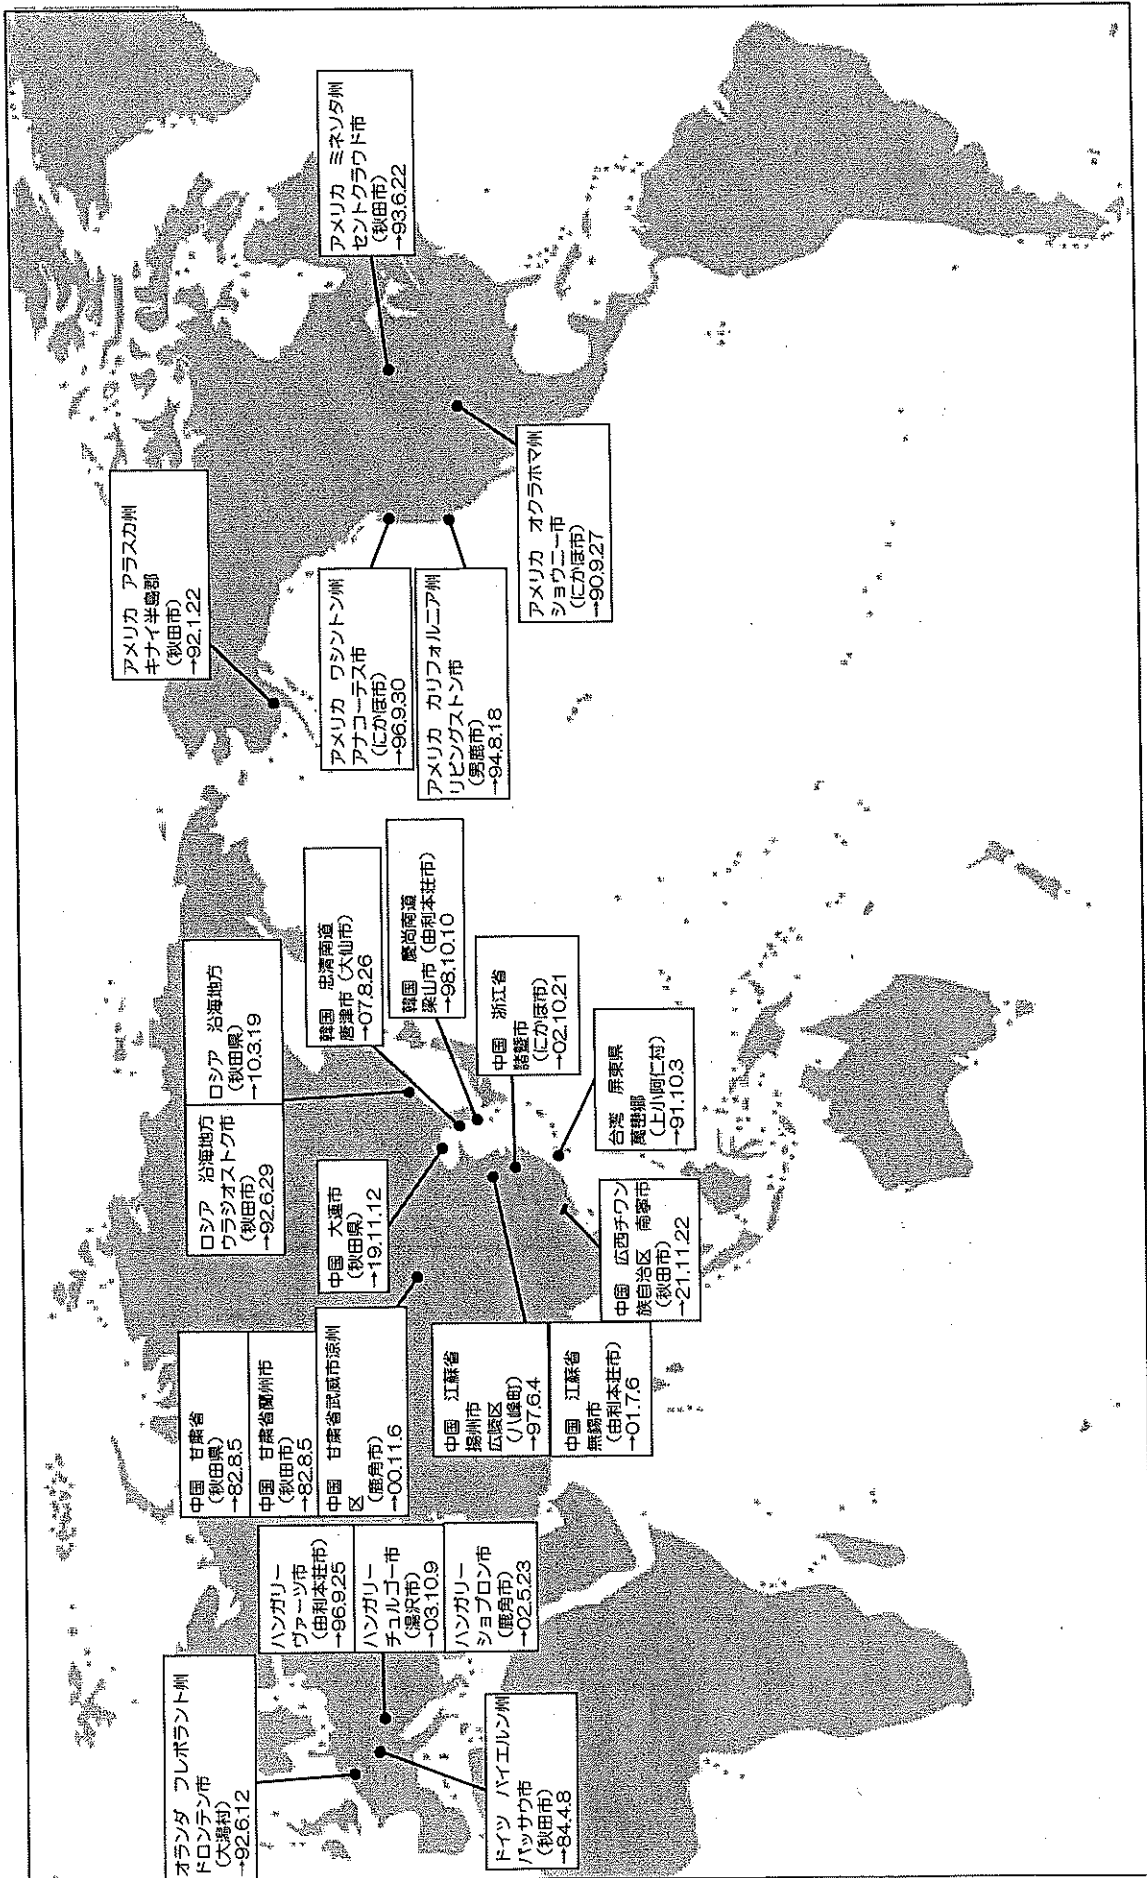 オランダ フレボラント州
ドロンテン市
(大潟村)
→92.6.12
ドイツ バイエルン州
パッサウ市
(秋田市)
→84.4.8
ハンガリー
ヴァーツ市
(由利本荘市)
→96.9.25
ハンガリー
チュルゴー市
(湯沢市)
→03.10.9
ハンガリー
ショプロン市
(鹿角市)
→02.5.23
中国 甘粛省
(秋田県)
→82.8.5
中国 甘粛省蘭州市
(秋田市)
→82.8.5
中国 甘粛省武威市涼州
区
(鹿角市)
→00.11.6
中国 江蘇省
揚州市
広陵区
(八峰町)
→97.6.4
中国 江蘇省
無錫市
(由利本荘市)
→01.7.6
ロシア 沿海地方
ウラジオストク市
(秋田市)
→92.6.29
ロシア 沿海地方
(秋田県)
→10.3.19
中国 大連市
(秋田県)
→19.11.12
中国 広西チワン
族自治区 南寧市
(秋田市)
→21.11.22
韓国 忠清南道
唐津市(大仙市)
→07.8.26
韓国 慶尚南道
梁山市(由利本荘市)
→98.10.10
中国 浙江省
諸曁市
(にかほ市)
→02.10.21
台湾 屏東県
萬巒郷
(上小阿仁村)
→91.10.3
アメリカ アラスカ州
キナイ半島郡
(秋田市)
→92.1.22
アメリカ ワシントン州
アナコーテス市
(にかほ市)
→96.9.30
アメリカ カリフォルニア州
リビングストン市
(男鹿市)
→94.8.18
アメリカ オクラホマ州
ショウニー市
(にかほ市)
→90.9.27
アメリカ ミネソタ州
セントクラウド市
(秋田市)
→93.6.22